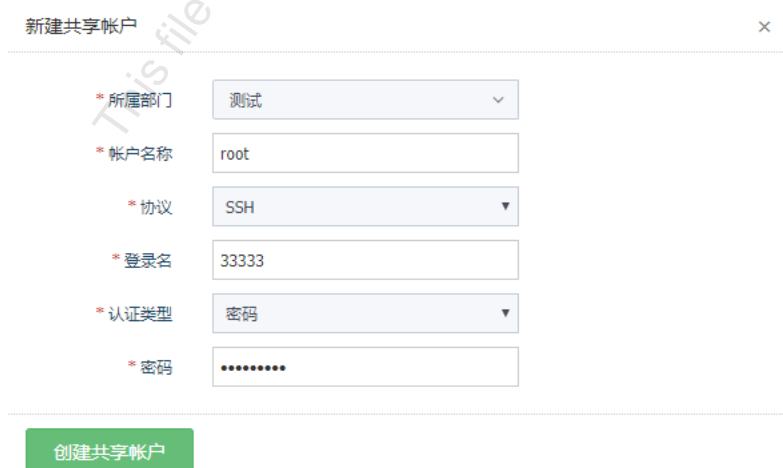 新建共享帐户 ×
This file
* 所属部门 测试
* 帐户名称 root
* 协议 SSH
* 登录名 33333
* 认证类型 密码
* 密码 •••••••••
创建共享帐户